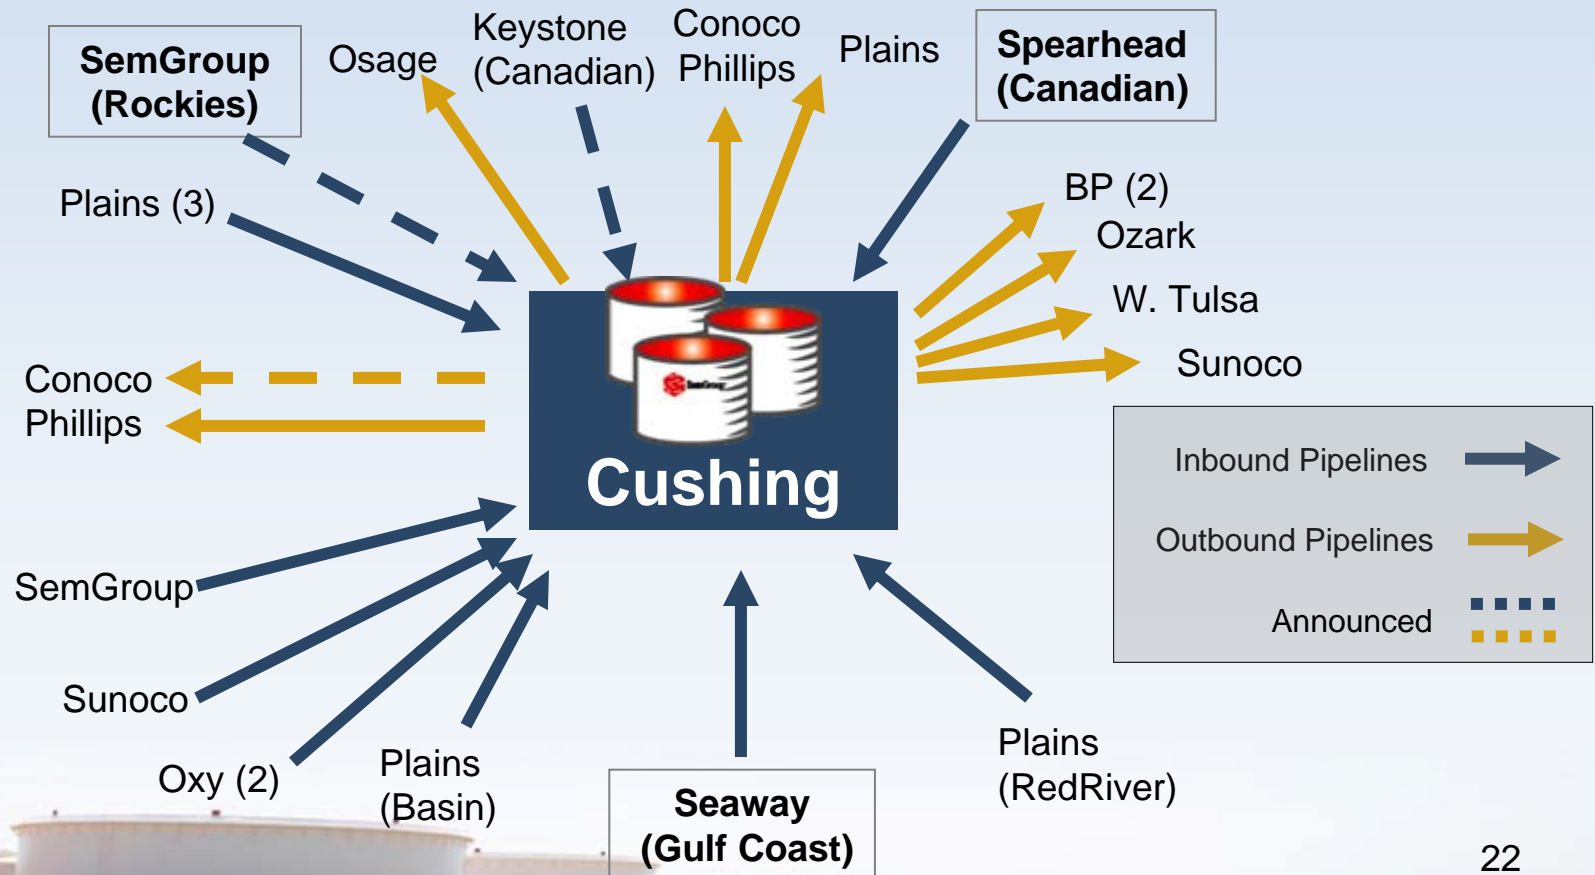 SemGroup
(Rockies)
Osage
Keystone
(Canadian)
Conoco
Phillips
Plains
Spearhead
(Canadian)
Plains (3)
BP (2)
Ozark
W. Tulsa
Sunoco
Conoco
Phillips
SemGroup
Cushing
Inbound Pipelines
Outbound Pipelines
Announced
SemGroup
Sunoco
Oxy (2)
Plains
(Basin)
Seaway
(Gulf Coast)
Plains
(RedRiver)
22